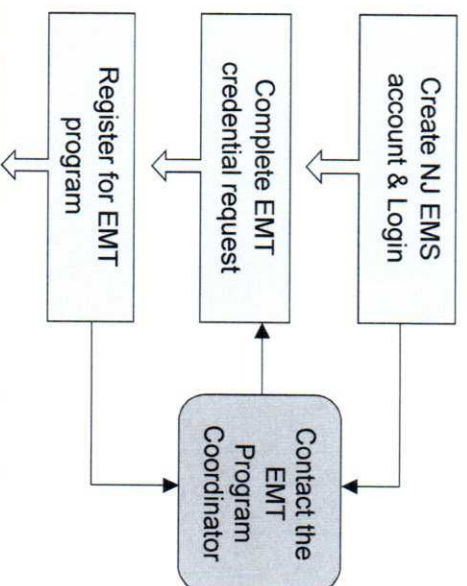 Create NJ EMS
account & Login
Complete EMT
credential request
Register for EMT
program
Contact the
EMT
Program
Coordinator